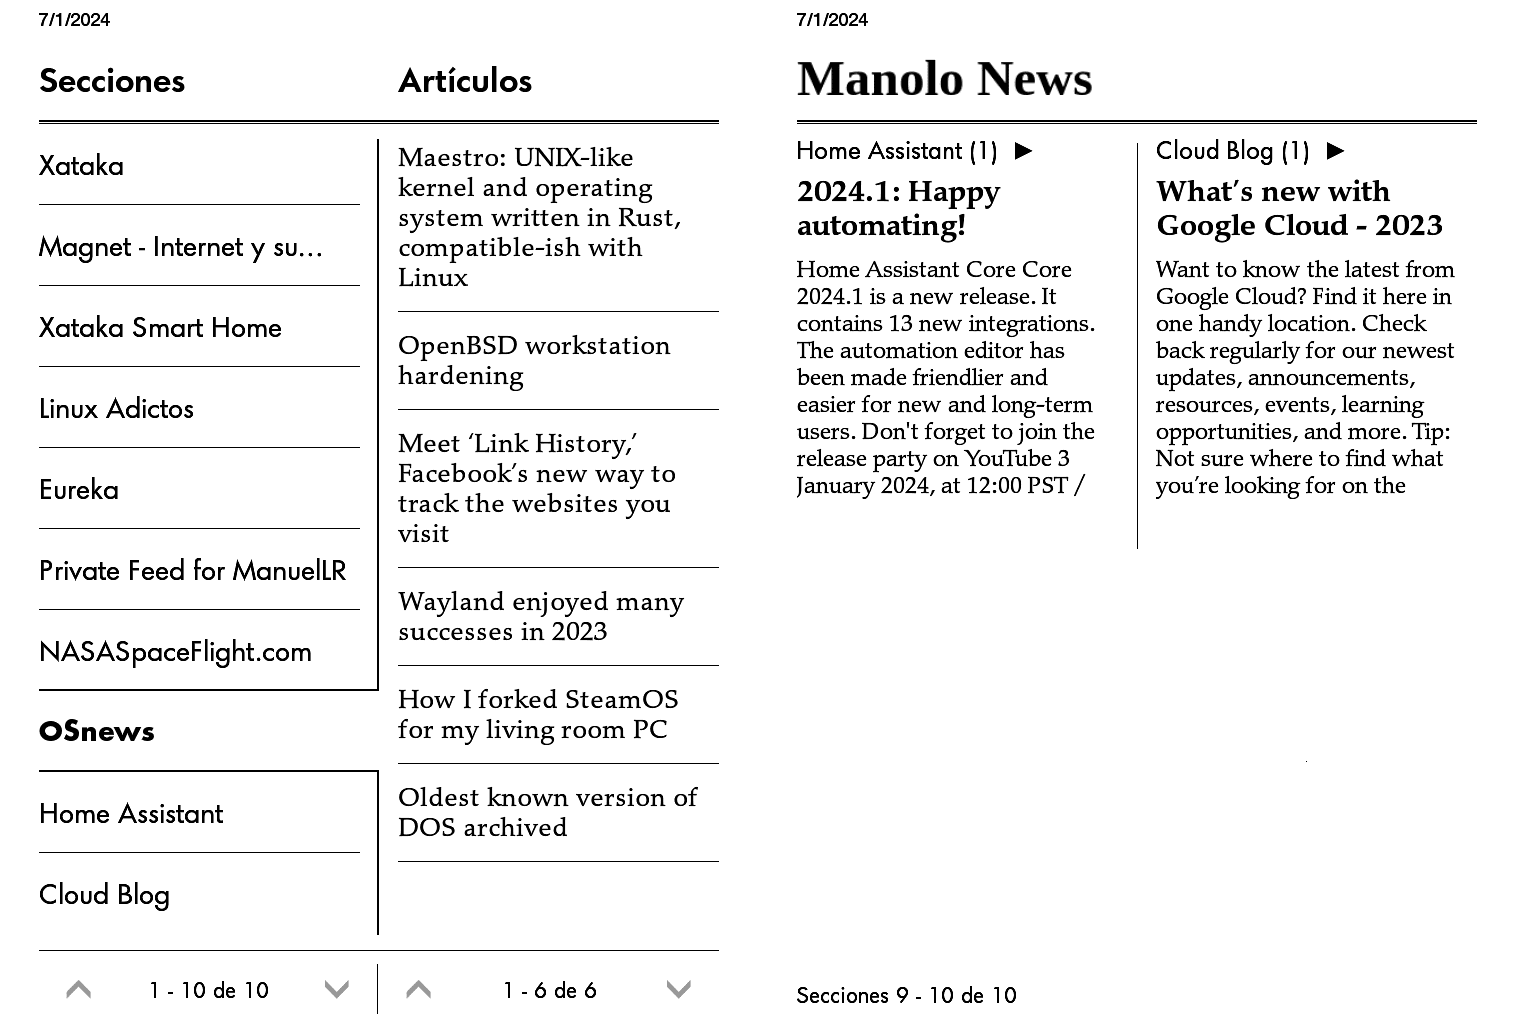 7/1/2024
Secciones
Xataka
Magnet - Internet y su...
Xataka Smart Home
Linux Adictos
Eureka
Private Feed for ManuelLR
NASASpaceFlight.com
OSnews
Home Assistant
Cloud Blog
1 - 10 de 10
Artículos
Maestro: UNIX-like
kernel and operating
system written in Rust,
compatible-ish with
Linux
OpenBSD workstation
hardening
Meet ‘Link History,’
Facebook’s new way to
track the websites you
visit
Wayland enjoyed many
successes in 2023
How I forked SteamOS
for my living room PC
Oldest known version of
DOS archived
1 - 6 de 6
7/1/2024
Manolo News
Home Assistant (1) ▶
2024.1: Happy
automating!
Home Assistant Core Core
2024.1 is a new release. It
contains 13 new integrations.
The automation editor has
been made friendlier and
easier for new and long-term
users. Don't forget to join the
release party on YouTube 3
January 2024, at 12:00 PST /
Cloud Blog (1) ▶
What’s new with
Google Cloud - 2023
Want to know the latest from
Google Cloud? Find it here in
one handy location. Check
back regularly for our newest
updates, announcements,
resources, events, learning
opportunities, and more. Tip:
Not sure where to find what
you’re looking for on the
Secciones 9 - 10 de 10